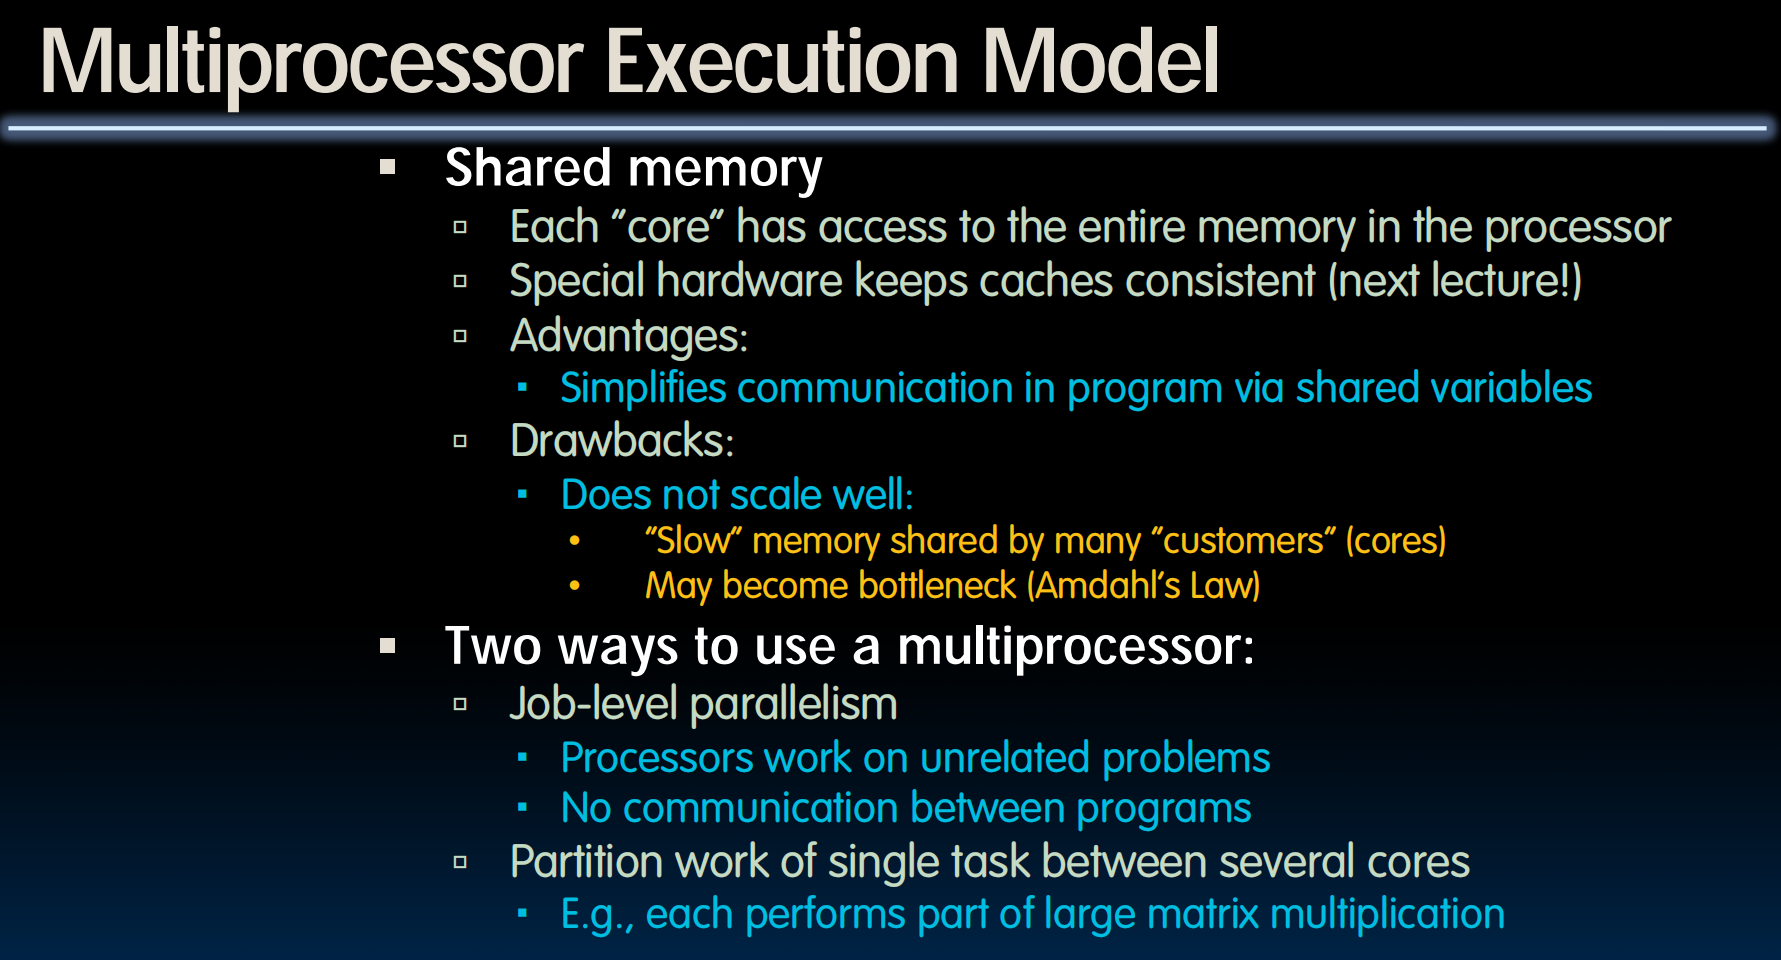 Multiprocessor Execution Model
Shared memory
Each "core" has access to the entire memory in the processor
Special hardware keeps caches consistent (next lecture!)
Advantages:
Simplifies communication in program via shared variables
Drawbacks:
Does not scale well:
"Slow" memory shared by many "customers" (cores)
May become bottleneck (Amdahl's Law)
Two ways to use a multiprocessor:
Job-level parallelism
Processors work on unrelated problems
No communication between programs
Partition work of single task between several cores
E.g., each performs part of large matrix multiplication